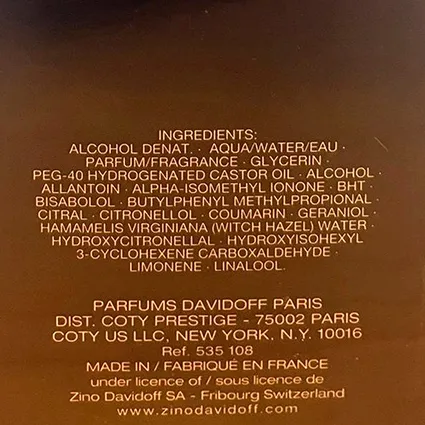 INGREDIENTS:
ALCOHOL DENAT. · AQUA/WATER/EAU ·
PARFUM/FRAGRANCE · GLYCERIN ·
PEG-40 HYDROGENATED CASTOR OIL · ALCOHOL ·
ALLANTOIN · ALPHA-ISOMETHYL IONONE · BHT ·
BISABOLOL · BUTYLPHENYL METHYLPROPIONAL ·
CITRAL · CITRONELLOL · COUMARIN · GERANIOL ·
HAMAMELIS VIRGINIANA (WITCH HAZEL) WATER ·
HYDROXYCITRONELLAL · HYDROXYISOHEXYL
3-CYCLOHEXENE CARBOXALDEHYDE ·
LIMONENE · LINALOOL.
PARFUMS DAVIDOFF PARIS
DIST. COTY PRESTIGE - 75002 PARIS
COTY US LLC, NEW YORK, N.Y. 10016
Ref. 535 108
MADE IN / FABRIQUÉ EN FRANCE
under licence of / sous licence de
Zino Davidoff SA - Fribourg Switzerland
www.zinodavidoff.com